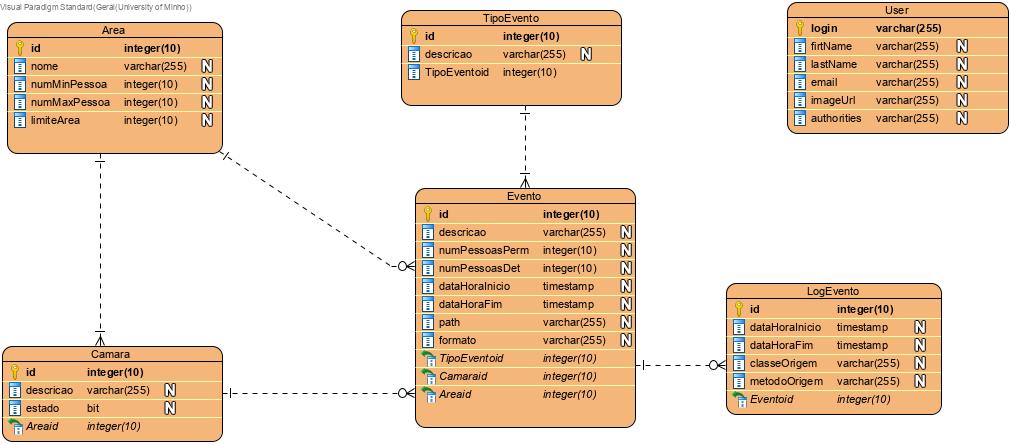 Visual Paradigm Standard(Geral(University of Minho))
Area
id integer(10)
nome varchar(255) N
numMinPessoa integer(10) N
numMaxPessoa integer(10) N
limiteArea integer(10) N
TipoEvento
id integer(10)
descricao varchar(255) N
TipoEventoid integer(10)
User
login varchar(255)
firtName varchar(255) N
lastName varchar(255) N
email varchar(255) N
imageUrl varchar(255) N
authorities varchar(255) N
Evento
id integer(10)
descricao varchar(255) N
numPessoasPerm integer(10) N
numPessoasDet integer(10) N
dataHoraInicio timestamp N
dataHoraFim timestamp N
path varchar(255) N
formato varchar(255) N
TipoEventoid integer(10)
Camaraid integer(10)
Areaid integer(10)
LogEvento
id integer(10)
dataHoraInicio timestamp N
dataHoraFim timestamp N
classeOrigem varchar(255) N
metodoOrigem varchar(255) N
Eventoid integer(10)
Camara
id integer(10)
descricao varchar(255) N
estado bit N
Areaid integer(10)